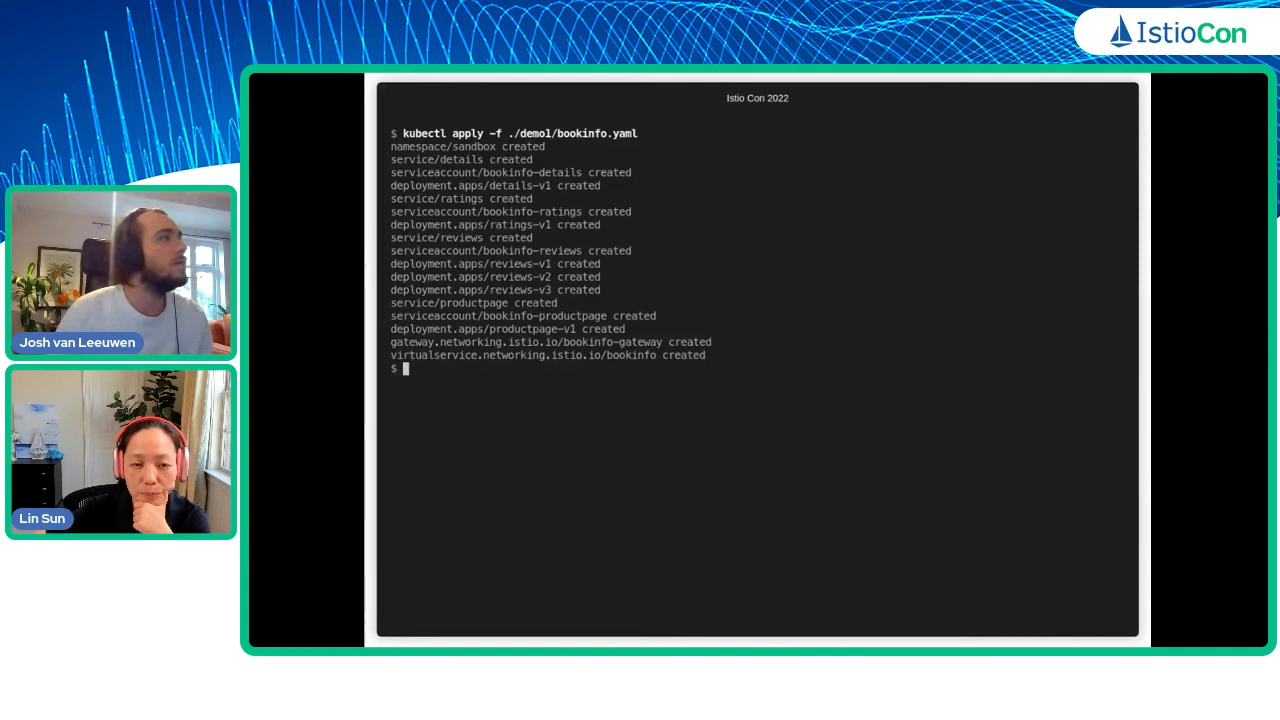 IstioCon
Istio Con 2022
$ kubectl apply -f ./demo1/bookinfo.yaml
namespace/sandbox created
service/details created
serviceaccount/bookinfo-details created
deployment.apps/details-v1 created
service/ratings created
serviceaccount/bookinfo-ratings created
deployment.apps/ratings-v1 created
service/reviews created
serviceaccount/bookinfo-reviews created
deployment.apps/reviews-v1 created
deployment.apps/reviews-v2 created
deployment.apps/reviews-v3 created
service/productpage created
serviceaccount/bookinfo-productpage created
deployment.apps/productpage-v1 created
gateway.networking.istio.io/bookinfo-gateway created
virtualservice.networking.istio.io/bookinfo created
$
Josh van Leeuwen
Lin Sun